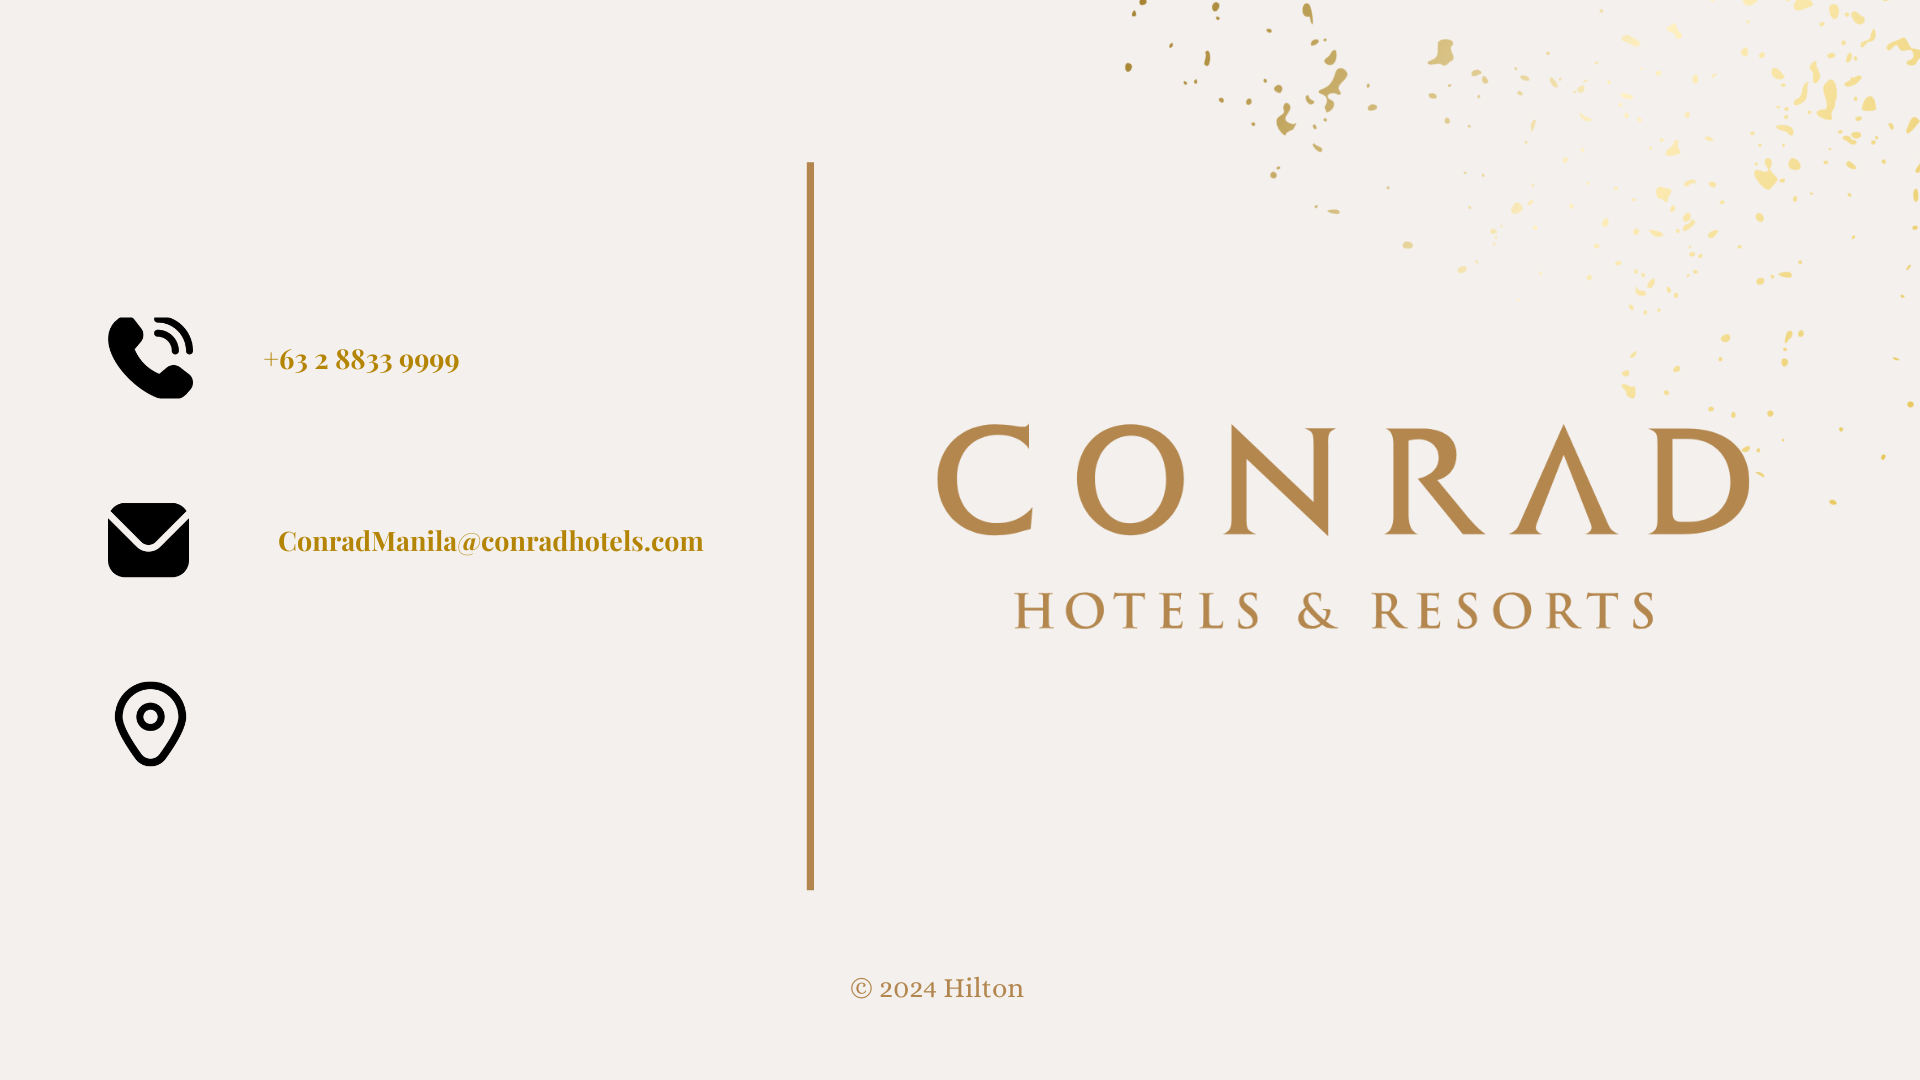 +63 2 8833 9999
ConradManila@conradhotels.com
CONRAD
HOTELS & RESORTS
© 2024 Hilton